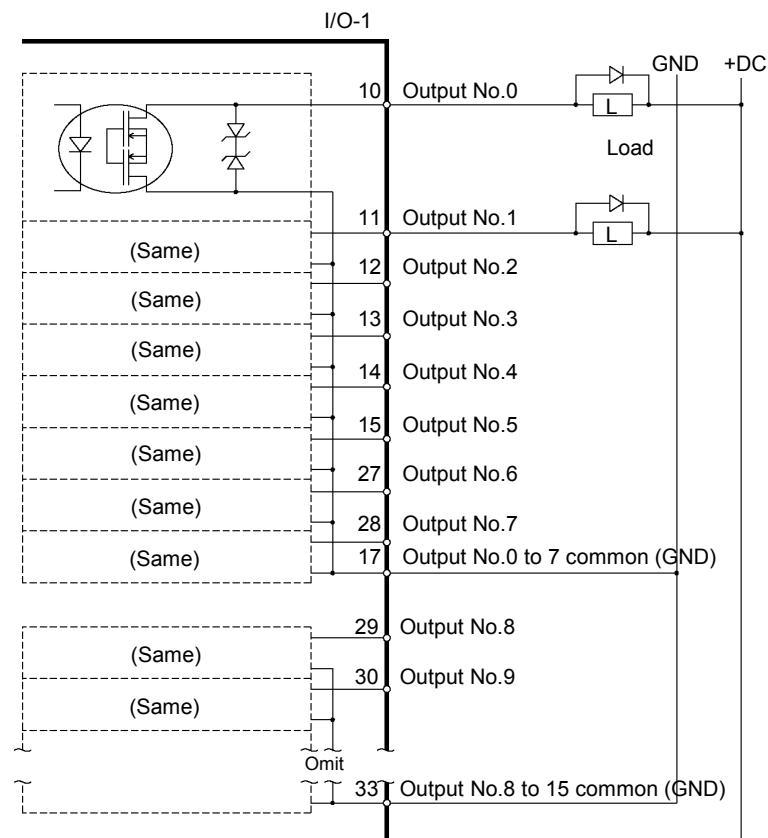 I/O-1
GND +DC
10 Output No.0
L
Load
11 Output No.1
L
(Same)
12 Output No.2
(Same)
13 Output No.3
(Same)
14 Output No.4
(Same)
15 Output No.5
(Same)
27 Output No.6
(Same)
28 Output No.7
(Same)
17 Output No.0 to 7 common (GND)
29 Output No.8
(Same)
30 Output No.9
(Same)
Omit
33 Output No.8 to 15 common (GND)